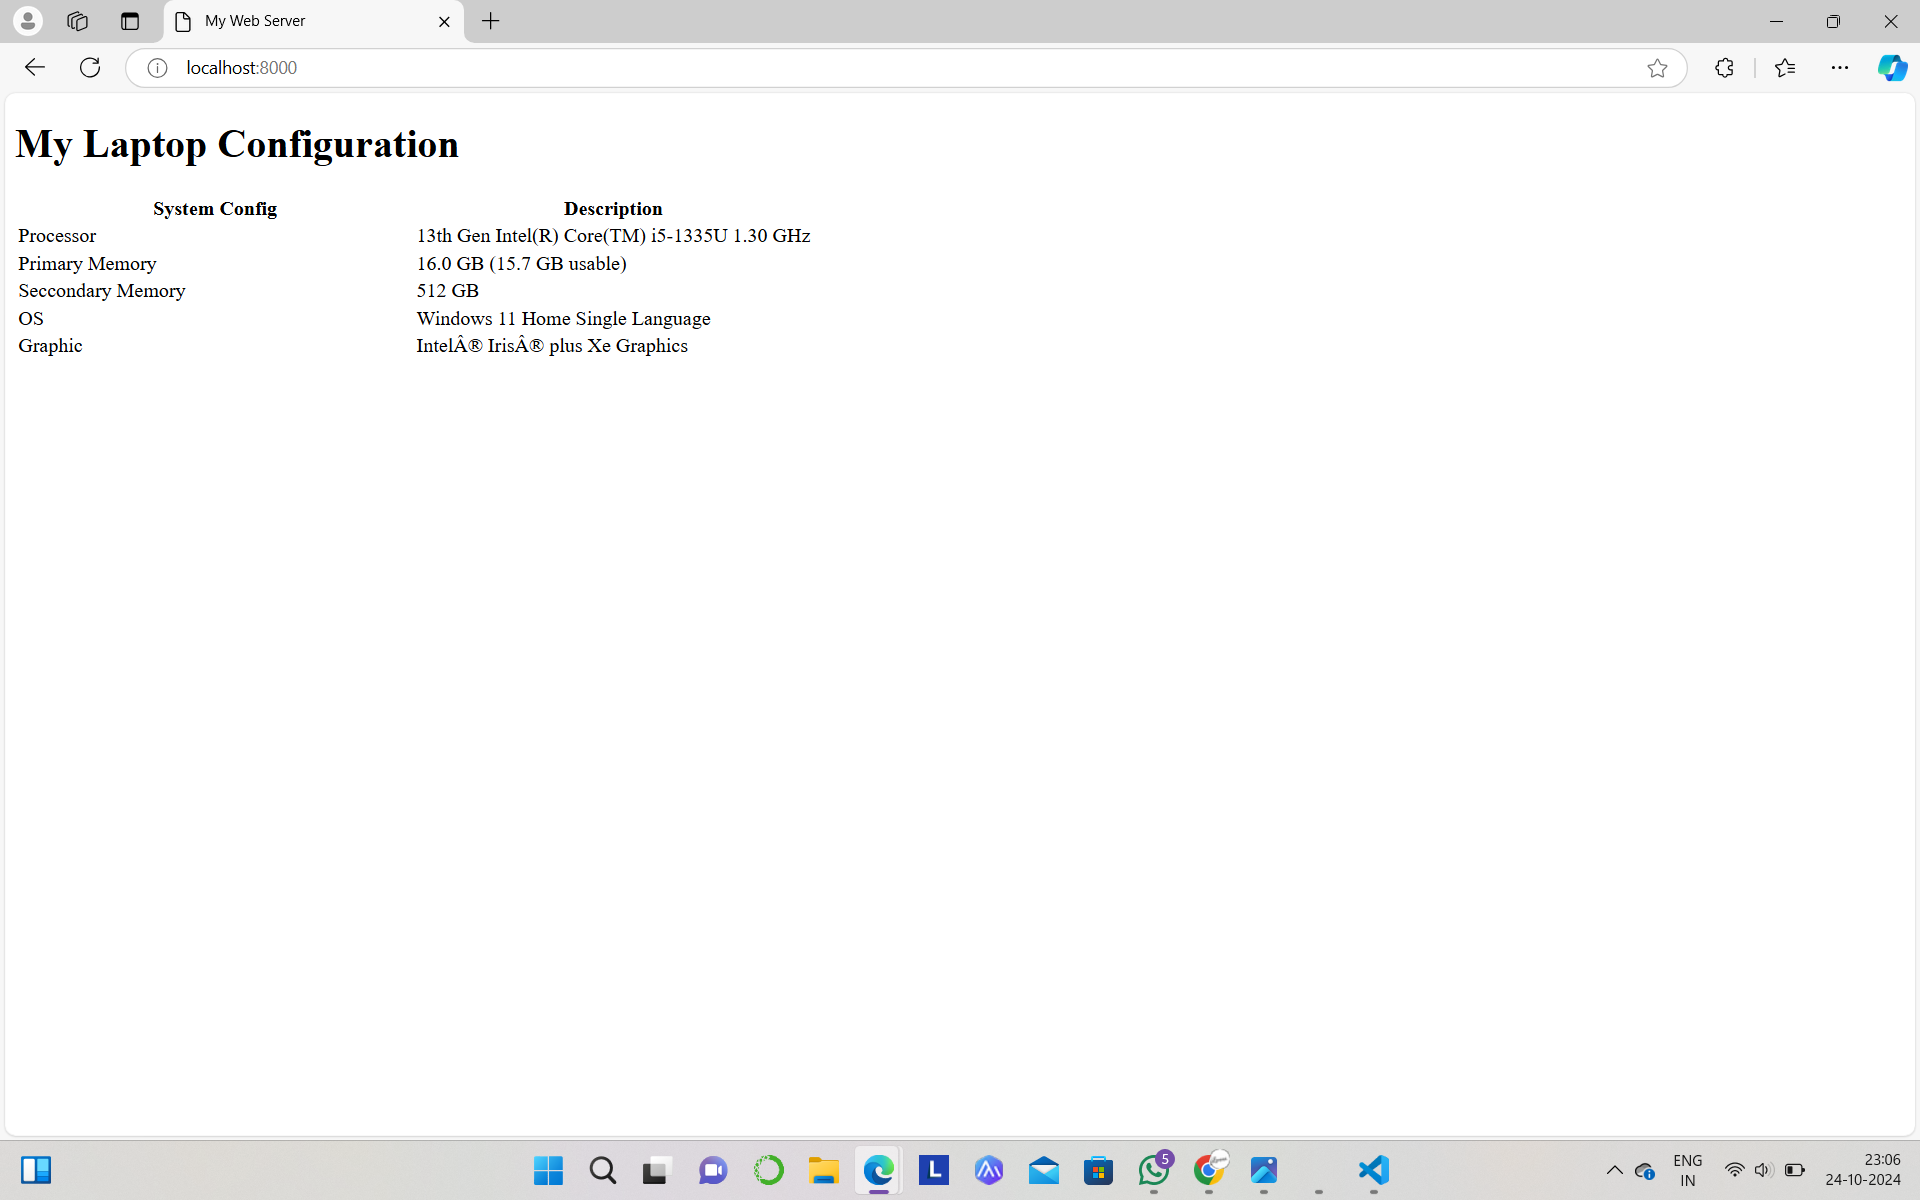 My Web Server
localhost:8000
My Laptop Configuration
System Config Description
Processor 13th Gen Intel(R) Core(TM) i5-1335U 1.30 GHz
Primary Memory 16.0 GB (15.7 GB usable)
Seccondary Memory 512 GB
OS Windows 11 Home Single Language
Graphic IntelÂ® IrisÂ® plus Xe Graphics
L
5
ENG
IN
23:06
24-10-2024